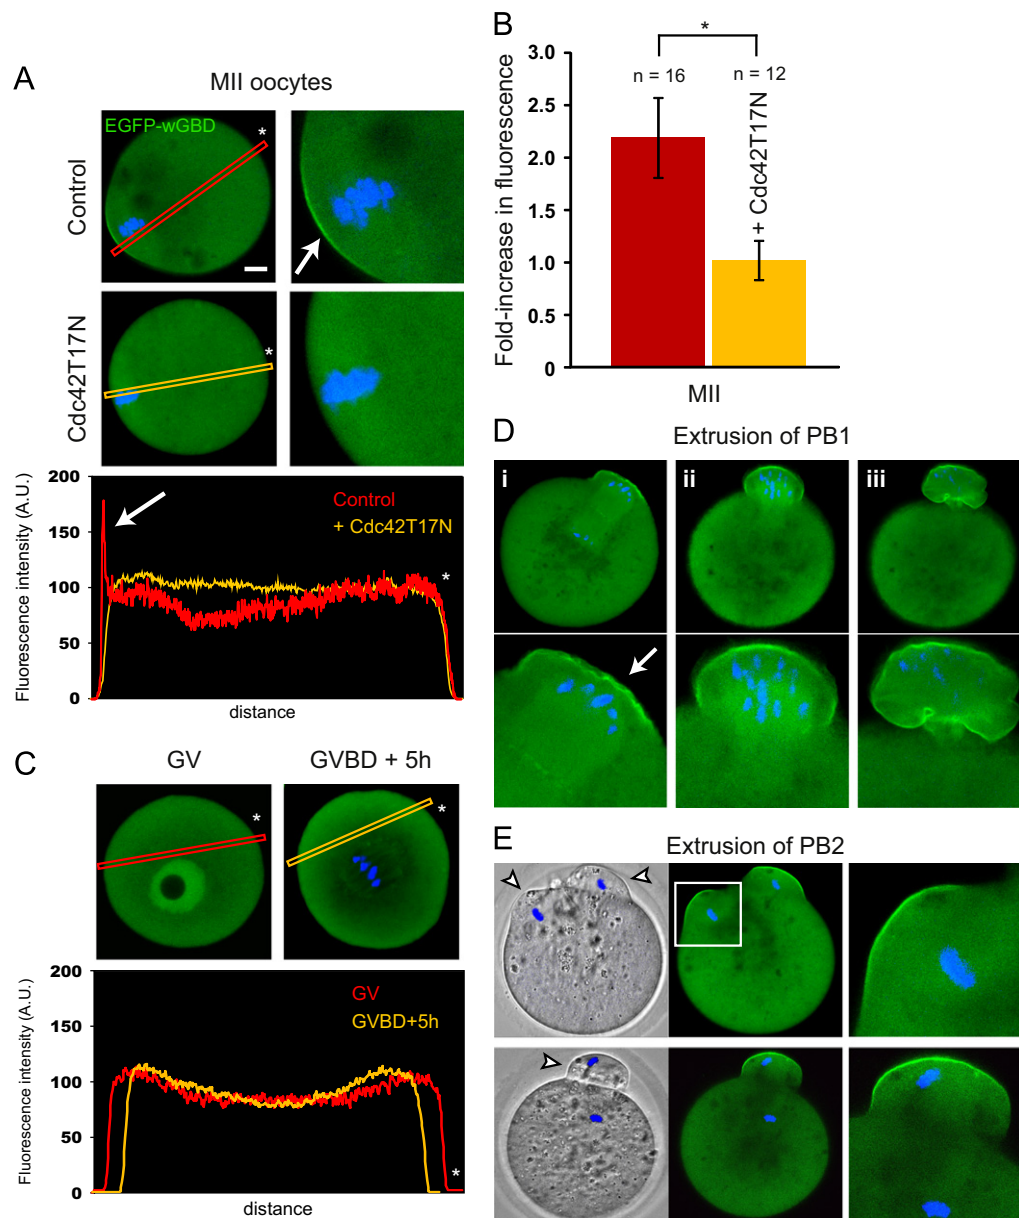 A
MII oocytes
EGFP-wGBD
*
Control
Cdc42T17N
*
Fluorescence intensity (A.U.)
200
150
100
50
0
Control
+ Cdc42T17N
*
distance
B
*
Fold-increase in fluorescence
3.0
2.5
2.0
1.5
1.0
0.5
0
n = 16
n = 12
+ Cdc42T17N
MII
C
GV
GVBD + 5h
*
*
Fluorescence intensity (A.U.)
200
150
100
50
0
GV
GVBD+5h
*
distance
D
Extrusion of PB1
i
ii
iii
E
Extrusion of PB2